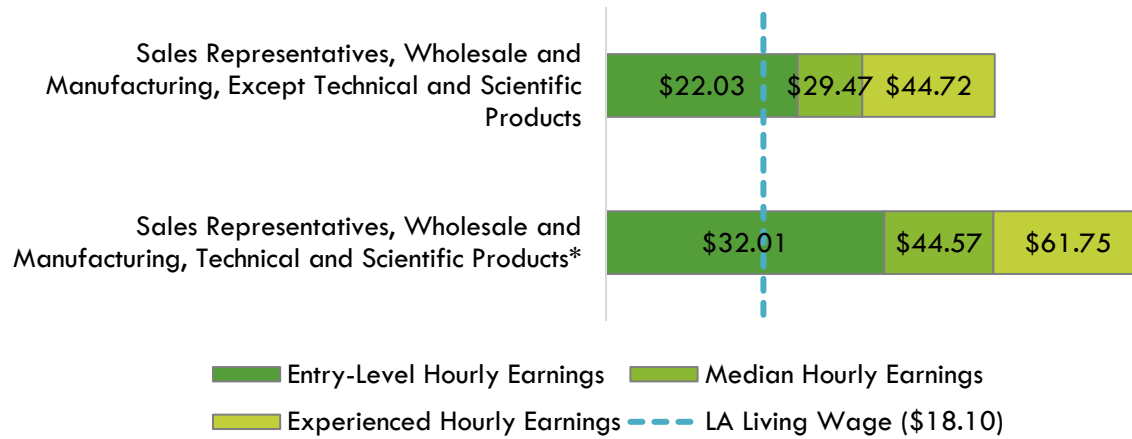 Sales Representatives, Wholesale and
Manufacturing, Except Technical and Scientific
Products
$22.03 $29.47 $44.72
Sales Representatives, Wholesale and
Manufacturing, Technical and Scientific Products*
$32.01 $44.57 $61.75
Entry-Level Hourly Earnings Median Hourly Earnings
Experienced Hourly Earnings LA Living Wage ($18.10)